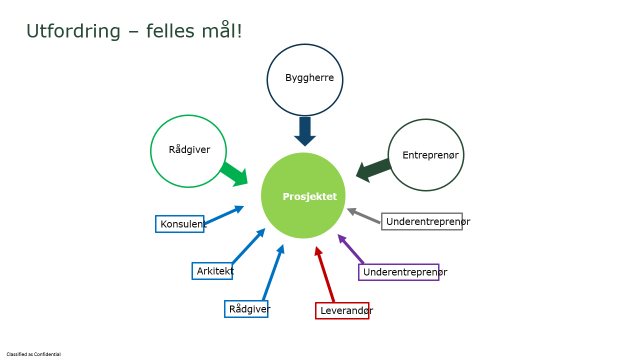 Utfordring – felles mål!
Byggherre
Rådgiver
Entreprenør
Prosjektet
Konsulent
Underentreprenør
Arkitekt
Underentreprenør
Rådgiver
Leverandør
Classified as Confidential